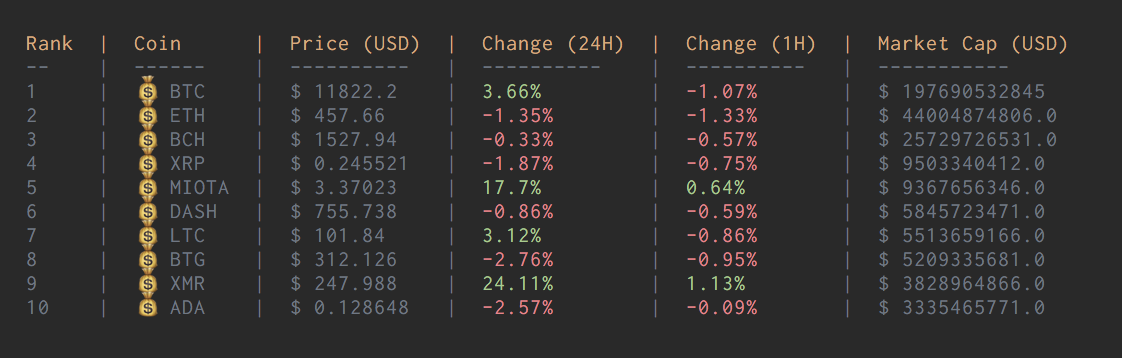 Rank | Coin | Price (USD) | Change (24H) | Change (1H) | Market Cap (USD)
-- | ------ | ---------- | ---------- | ---------- | -----------
1 | 💰 BTC | $ 11822.2 | 3.66% | -1.07% | $ 197690532845
2 | 💰 ETH | $ 457.66 | -1.35% | -1.33% | $ 44004874806.0
3 | 💰 BCH | $ 1527.94 | -0.33% | -0.57% | $ 25729726531.0
4 | 💰 XRP | $ 0.245521 | -1.87% | -0.75% | $ 9503340412.0
5 | 💰 MIOTA | $ 3.37023 | 17.7% | 0.64% | $ 9367656346.0
6 | 💰 DASH | $ 755.738 | -0.86% | -0.59% | $ 5845723471.0
7 | 💰 LTC | $ 101.84 | 3.12% | -0.86% | $ 5513659166.0
8 | 💰 BTG | $ 312.126 | -2.76% | -0.95% | $ 5209335681.0
9 | 💰 XMR | $ 247.988 | 24.11% | 1.13% | $ 3828964866.0
10 | 💰 ADA | $ 0.128648 | -2.57% | -0.09% | $ 3335465771.0